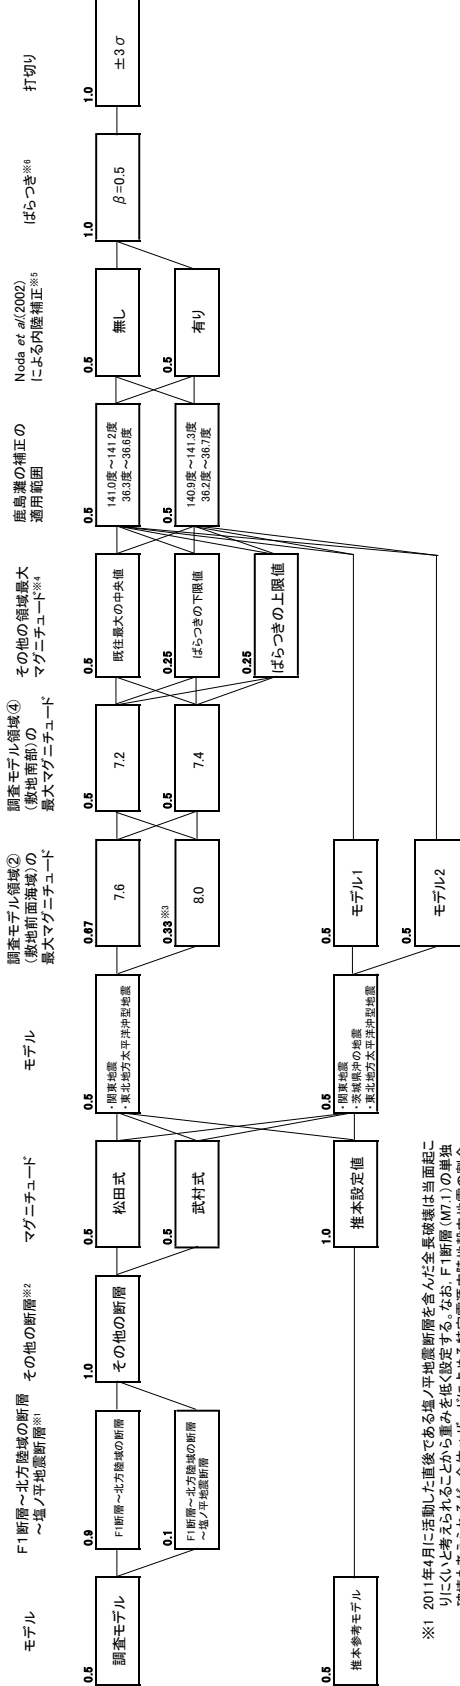 モデル
F1断層～北方陸域の断層
～塩ノ平地震断層※1
その他の断層※2
マグニチュード
モデル
調査モデル領域②
(敷地前面海域)の
最大マグニチュード
調査モデル領域④
(敷地南部)の
最大マグニチュード
その他の領域最大
マグニチュード※4
鹿島灘の補正の
適用範囲
Noda et al.(2002)
による内陸補正※5
ばらつき※6
打切り
0.5
調査モデル
0.9
F1断層～北方陸域の断層
0.1
F1断層～北方陸域の断層
～塩ノ平地震断層
1.0
その他の断層
0.5
松田式
0.5
武村式
0.5
・関東地震
・東北地方太平洋沖型地震
0.67
7.6
0.33 ※3
8.0
0.5
7.2
0.5
7.4
0.5
既往最大の中央値
0.25
ばらつきの下限値
0.25
ばらつきの上限値
0.5
141.0度～141.2度
36.3度～36.6度
0.5
140.9度～141.3度
36.2度～36.7度
0.5
無し
0.5
有り
1.0
β=0.5
1.0
±3σ
0.5
推本参考モデル
1.0
推本設定値
0.5
・関東地震
・茨城県沖の地震
・東北地方太平洋沖型地震
0.5
モデル1
0.5
モデル2
※1 2011年4月に活動した直後である塩ノ平地震断層を含んだ全長破壊は当面起こ
りにくいと考えられることから重みを低く設定する。なお、F1断層(M7.1)の単独